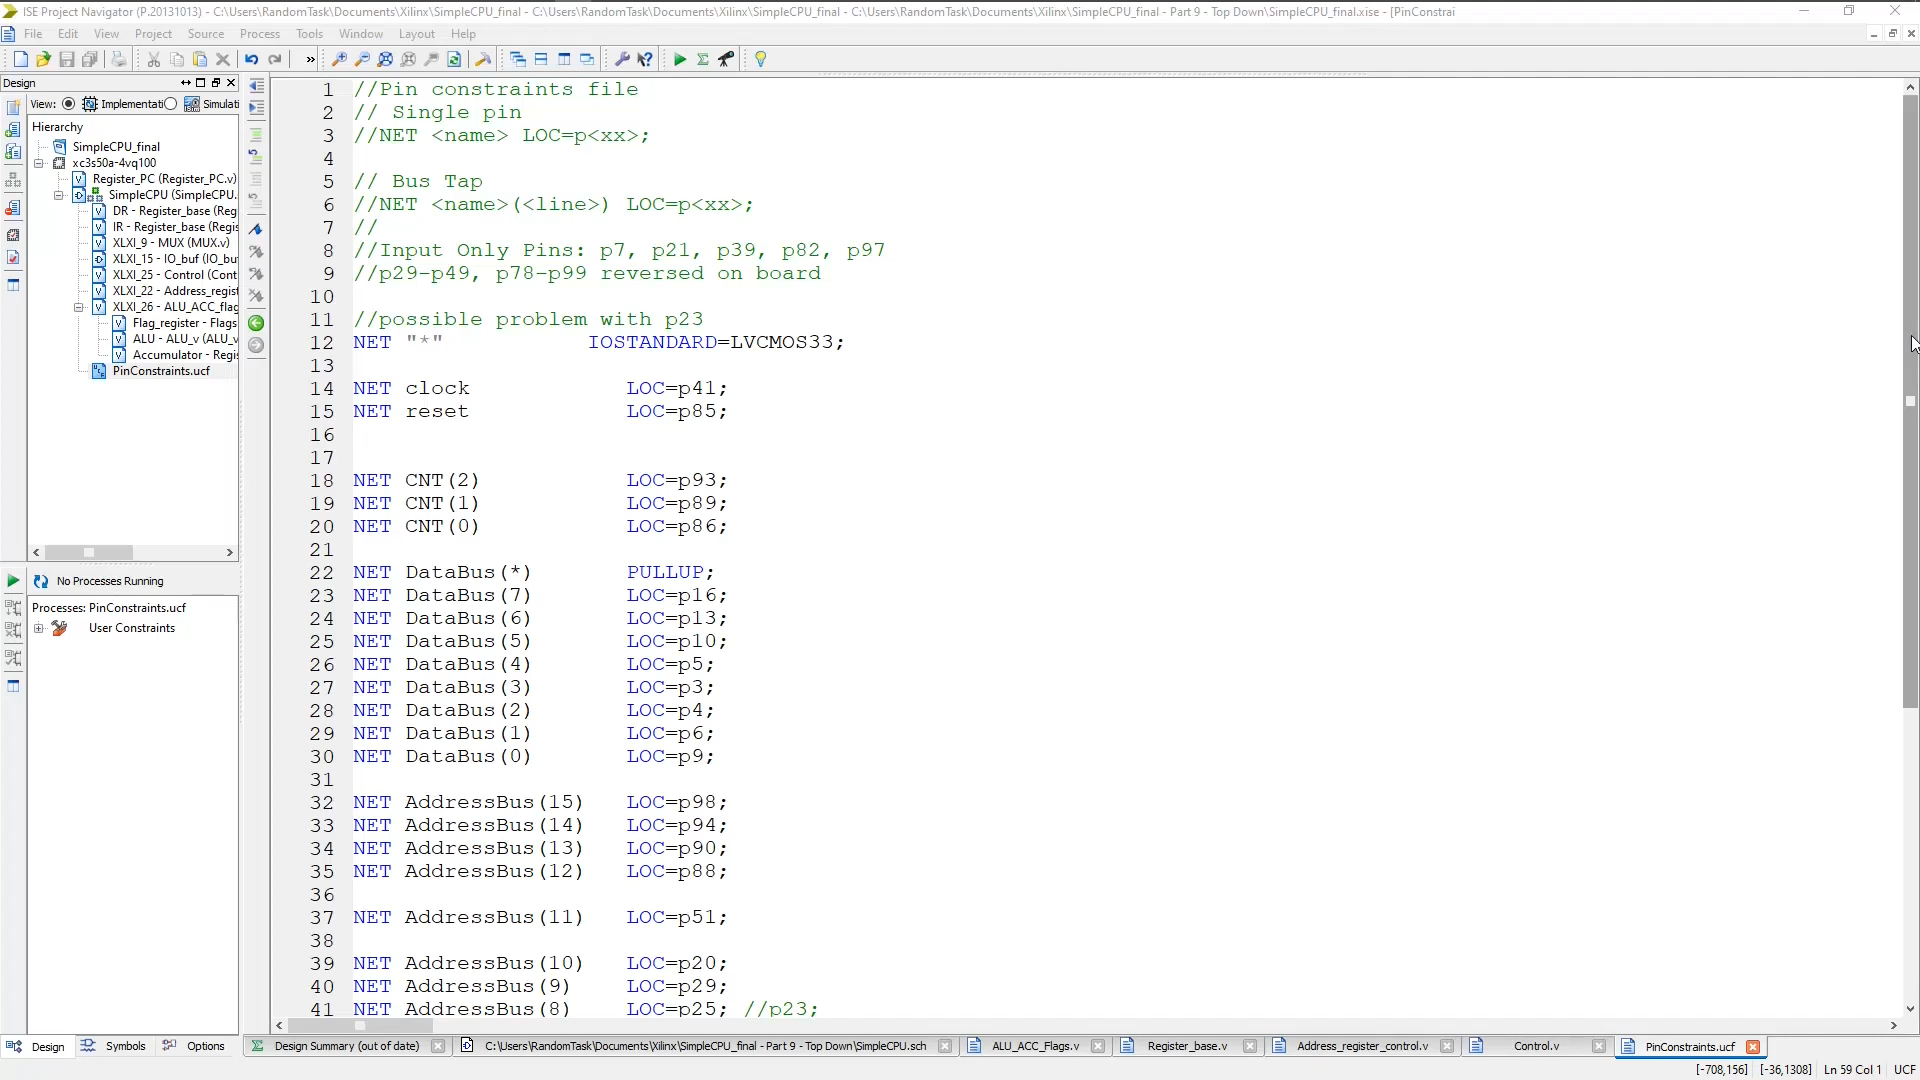 ISE Project Navigator (P.20131013) - C:\Users\RandomTask\Documents\Xilinx\SimpleCPU_final - C:\Users\RandomTask\Documents\Xilinx\SimpleCPU_final - C:\Users\RandomTask\Documents\Xilinx\SimpleCPU_final - Part 9 - Top Down\SimpleCPU_final.xise - [PinConstrai
File Edit View Project Source Process Tools Window Layout Help
Design
View: Implementati Simulati
Hierarchy
SimpleCPU_final
xc3s50a-4vq100
Register_PC (Register_PC.v)
SimpleCPU (SimpleCPU.
DR - Register_base (Reg
IR - Register_base (Regis
XLXI_9 - MUX (MUX.v)
XLXI_15 - IO_buf (IO_bu
XLXI_25 - Control (Cont
XLXI_22 - Address_regist
XLXI_26 - ALU_ACC_flag
Flag_register - Flags
ALU - ALU_v (ALU_v
Accumulator - Regi
PinConstraints.ucf
No Processes Running
Processes: PinConstraints.ucf
User Constraints
1 //Pin constraints file
2 // Single pin
3 //NET <name> LOC=p<xx>;
4
5 // Bus Tap
6 //NET <name>(<line>) LOC=p<xx>;
7 //
8 //Input Only Pins: p7, p21, p39, p82, p97
9 //p29-p49, p78-p99 reversed on board
10
11 //possible problem with p23
12 NET "*" IOSTANDARD=LVCMOS33;
13
14 NET clock LOC=p41;
15 NET reset LOC=p85;
16
17
18 NET CNT(2) LOC=p93;
19 NET CNT(1) LOC=p89;
20 NET CNT(0) LOC=p86;
21
22 NET DataBus(*) PULLUP;
23 NET DataBus(7) LOC=p16;
24 NET DataBus(6) LOC=p13;
25 NET DataBus(5) LOC=p10;
26 NET DataBus(4) LOC=p5;
27 NET DataBus(3) LOC=p3;
28 NET DataBus(2) LOC=p4;
29 NET DataBus(1) LOC=p6;
30 NET DataBus(0) LOC=p9;
31
32 NET AddressBus(15) LOC=p98;
33 NET AddressBus(14) LOC=p94;
34 NET AddressBus(13) LOC=p90;
35 NET AddressBus(12) LOC=p88;
36
37 NET AddressBus(11) LOC=p51;
38
39 NET AddressBus(10) LOC=p20;
40 NET AddressBus(9) LOC=p29;
41 NET AddressBus(8) LOC=p25; //p23;
Design Symbols Options Design Summary (out of date) C:\Users\RandomTask\Documents\Xilinx\SimpleCPU_final - Part 9 - Top Down\SimpleCPU.sch ALU_ACC_Flags.v Register_base.v Address_register_control.v Control.v PinConstraints.ucf
[-708,156] [-36,1308] Ln 59 Col 1 UCF